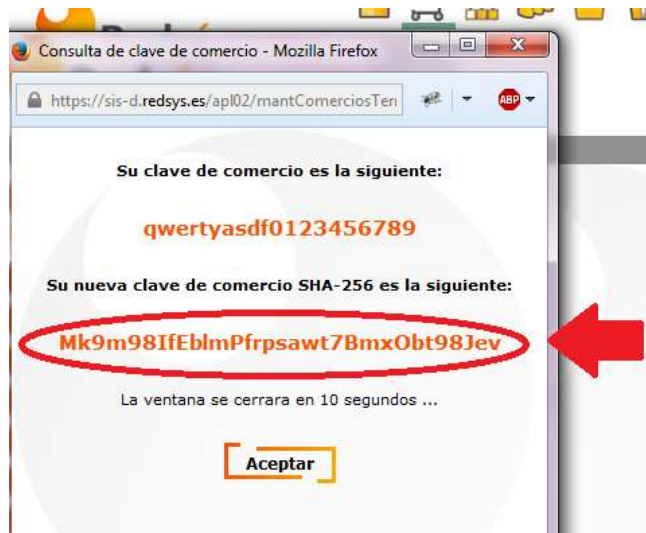 Consulta de clave de comercio - Mozilla Firefox
https://sis-d.redsys.es/apl02/mantComerciosTer
ABP
Su clave de comercio es la siguiente:
qwertyasdf0123456789
Su nueva clave de comercio SHA-256 es la siguiente:
Mk9m98IfEblmPfrpsawt7BmxObt98Jev
La ventana se cerrara en 10 segundos ...
Aceptar